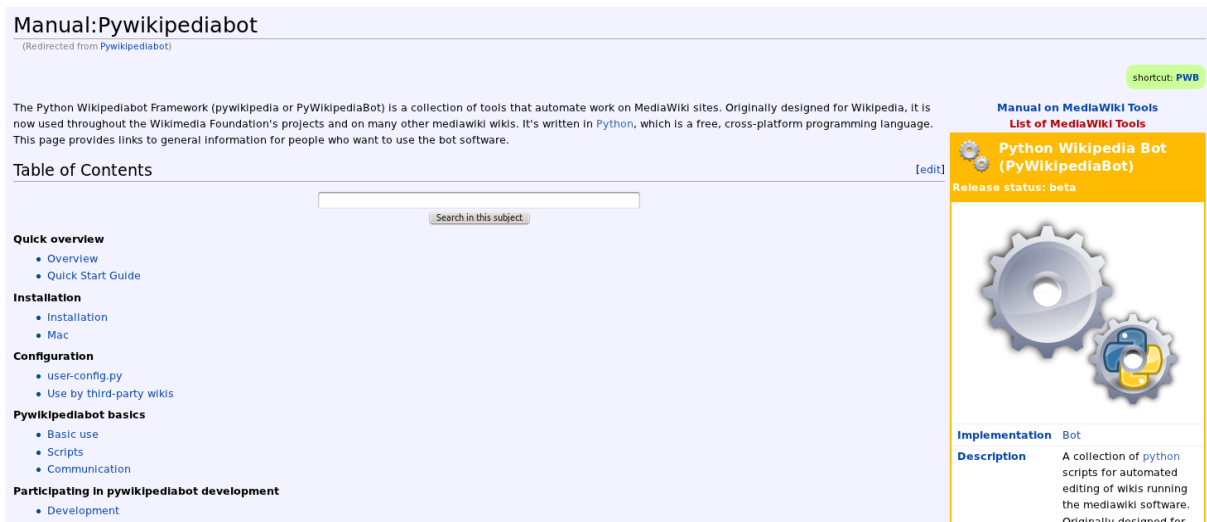 Manual:Pywikipediabot
(Redirected from Pywikipediabot)
shortcut: PWB
The Python Wikipediabot Framework (pywikipedia or PyWikipediaBot) is a collection of tools that automate work on MediaWiki sites. Originally designed for Wikipedia, it is
now used throughout the Wikimedia Foundation's projects and on many other mediawiki wikis. It's written in Python, which is a free, cross-platform programming language.
This page provides links to general information for people who want to use the bot software.
Table of Contents [edit]
Search in this subject
Quick overview
Overview
Quick Start Guide
Installation
Installation
Mac
Configuration
user-config.py
Use by third-party wikis
Pywikipediabot basics
Basic use
Scripts
Communication
Participating in pywikipediabot development
Development
Manual on MediaWiki Tools
List of MediaWiki Tools
Python Wikipedia Bot
(PyWikipediaBot)
Release status: beta
Implementation Bot
Description A collection of python
scripts for automated
editing of wikis running
the mediawiki software.
Originally designed for